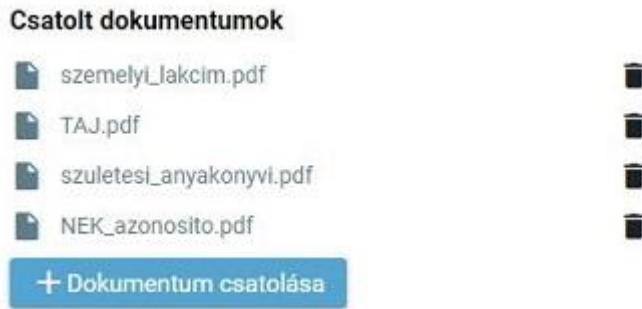 Csatolt dokumentumok
szemelyi_lakcim.pdf
TAJ.pdf
szuletesi_anyakonyvi.pdf
NEK_azonosito.pdf
+ Dokumentum csatolása